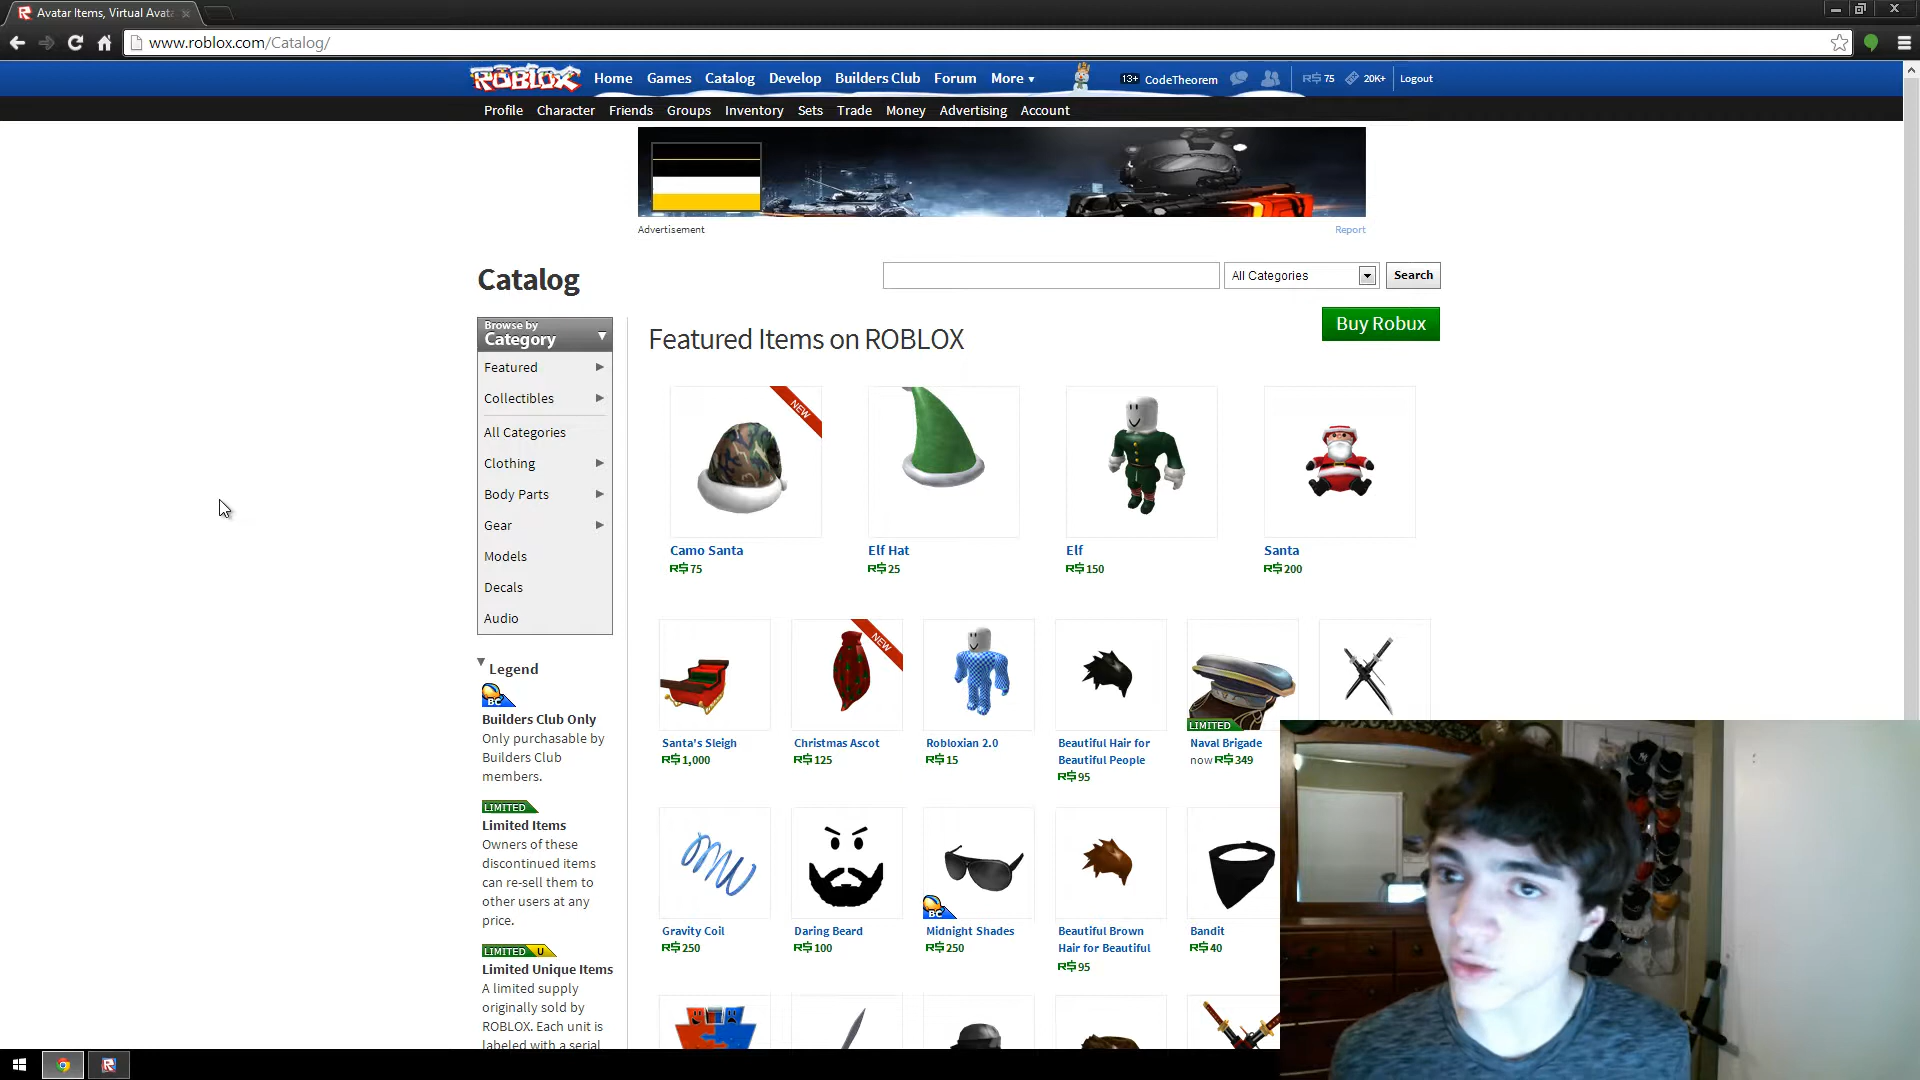 Avatar Items, Virtual Avata
www.roblox.com/Catalog/
ROBLOX Home Games Catalog Develop Builders Club Forum More 13+ CodeTheorem R$ 75 20K+ Logout
Profile Character Friends Groups Inventory Sets Trade Money Advertising Account
Advertisement Report
Catalog All Categories Search
Buy Robux
Browse by
Category
Featured
Collectibles
All Categories
Clothing
Body Parts
Gear
Models
Decals
Audio
Legend
BC
Builders Club Only
Only purchasable by
Builders Club
members.
LIMITED
Limited Items
Owners of these
discontinued items
can re-sell them to
other users at any
price.
LIMITED U
Limited Unique Items
A limited supply
originally sold by
ROBLOX. Each unit is
labeled with a serial
Featured Items on ROBLOX
NEW
Camo Santa
R$ 75
Elf Hat
R$ 25
Elf
R$ 150
Santa
R$ 200
Santa's Sleigh
R$ 1,000
NEW
Christmas Ascot
R$ 125
Robloxian 2.0
R$ 15
Beautiful Hair for
Beautiful People
R$ 95
LIMITED
Naval Brigade
now R$ 349
Gravity Coil
R$ 250
Daring Beard
R$ 100
BC
Midnight Shades
R$ 250
Beautiful Brown
Hair for Beautiful
R$ 95
Bandit
R$ 40